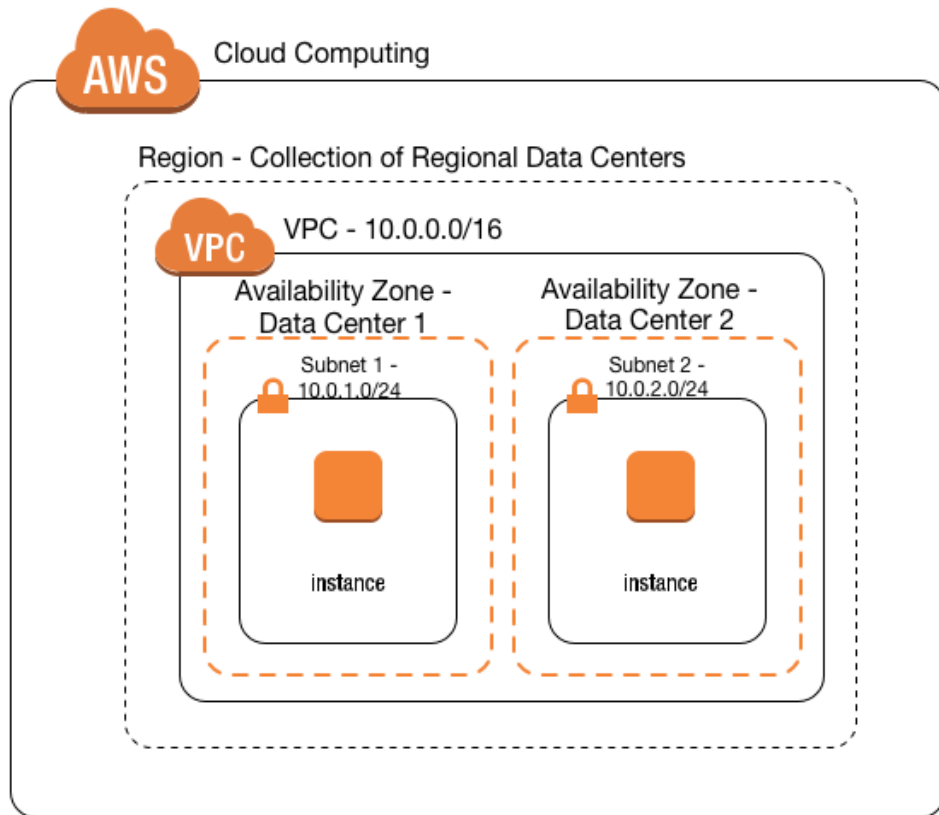 AWS
Cloud Computing
Region - Collection of Regional Data Centers
VPC
VPC - 10.0.0.0/16
Availability Zone -
Data Center 1
Subnet 1 -
10.0.1.0/24
instance
Availability Zone -
Data Center 2
Subnet 2 -
10.0.2.0/24
instance